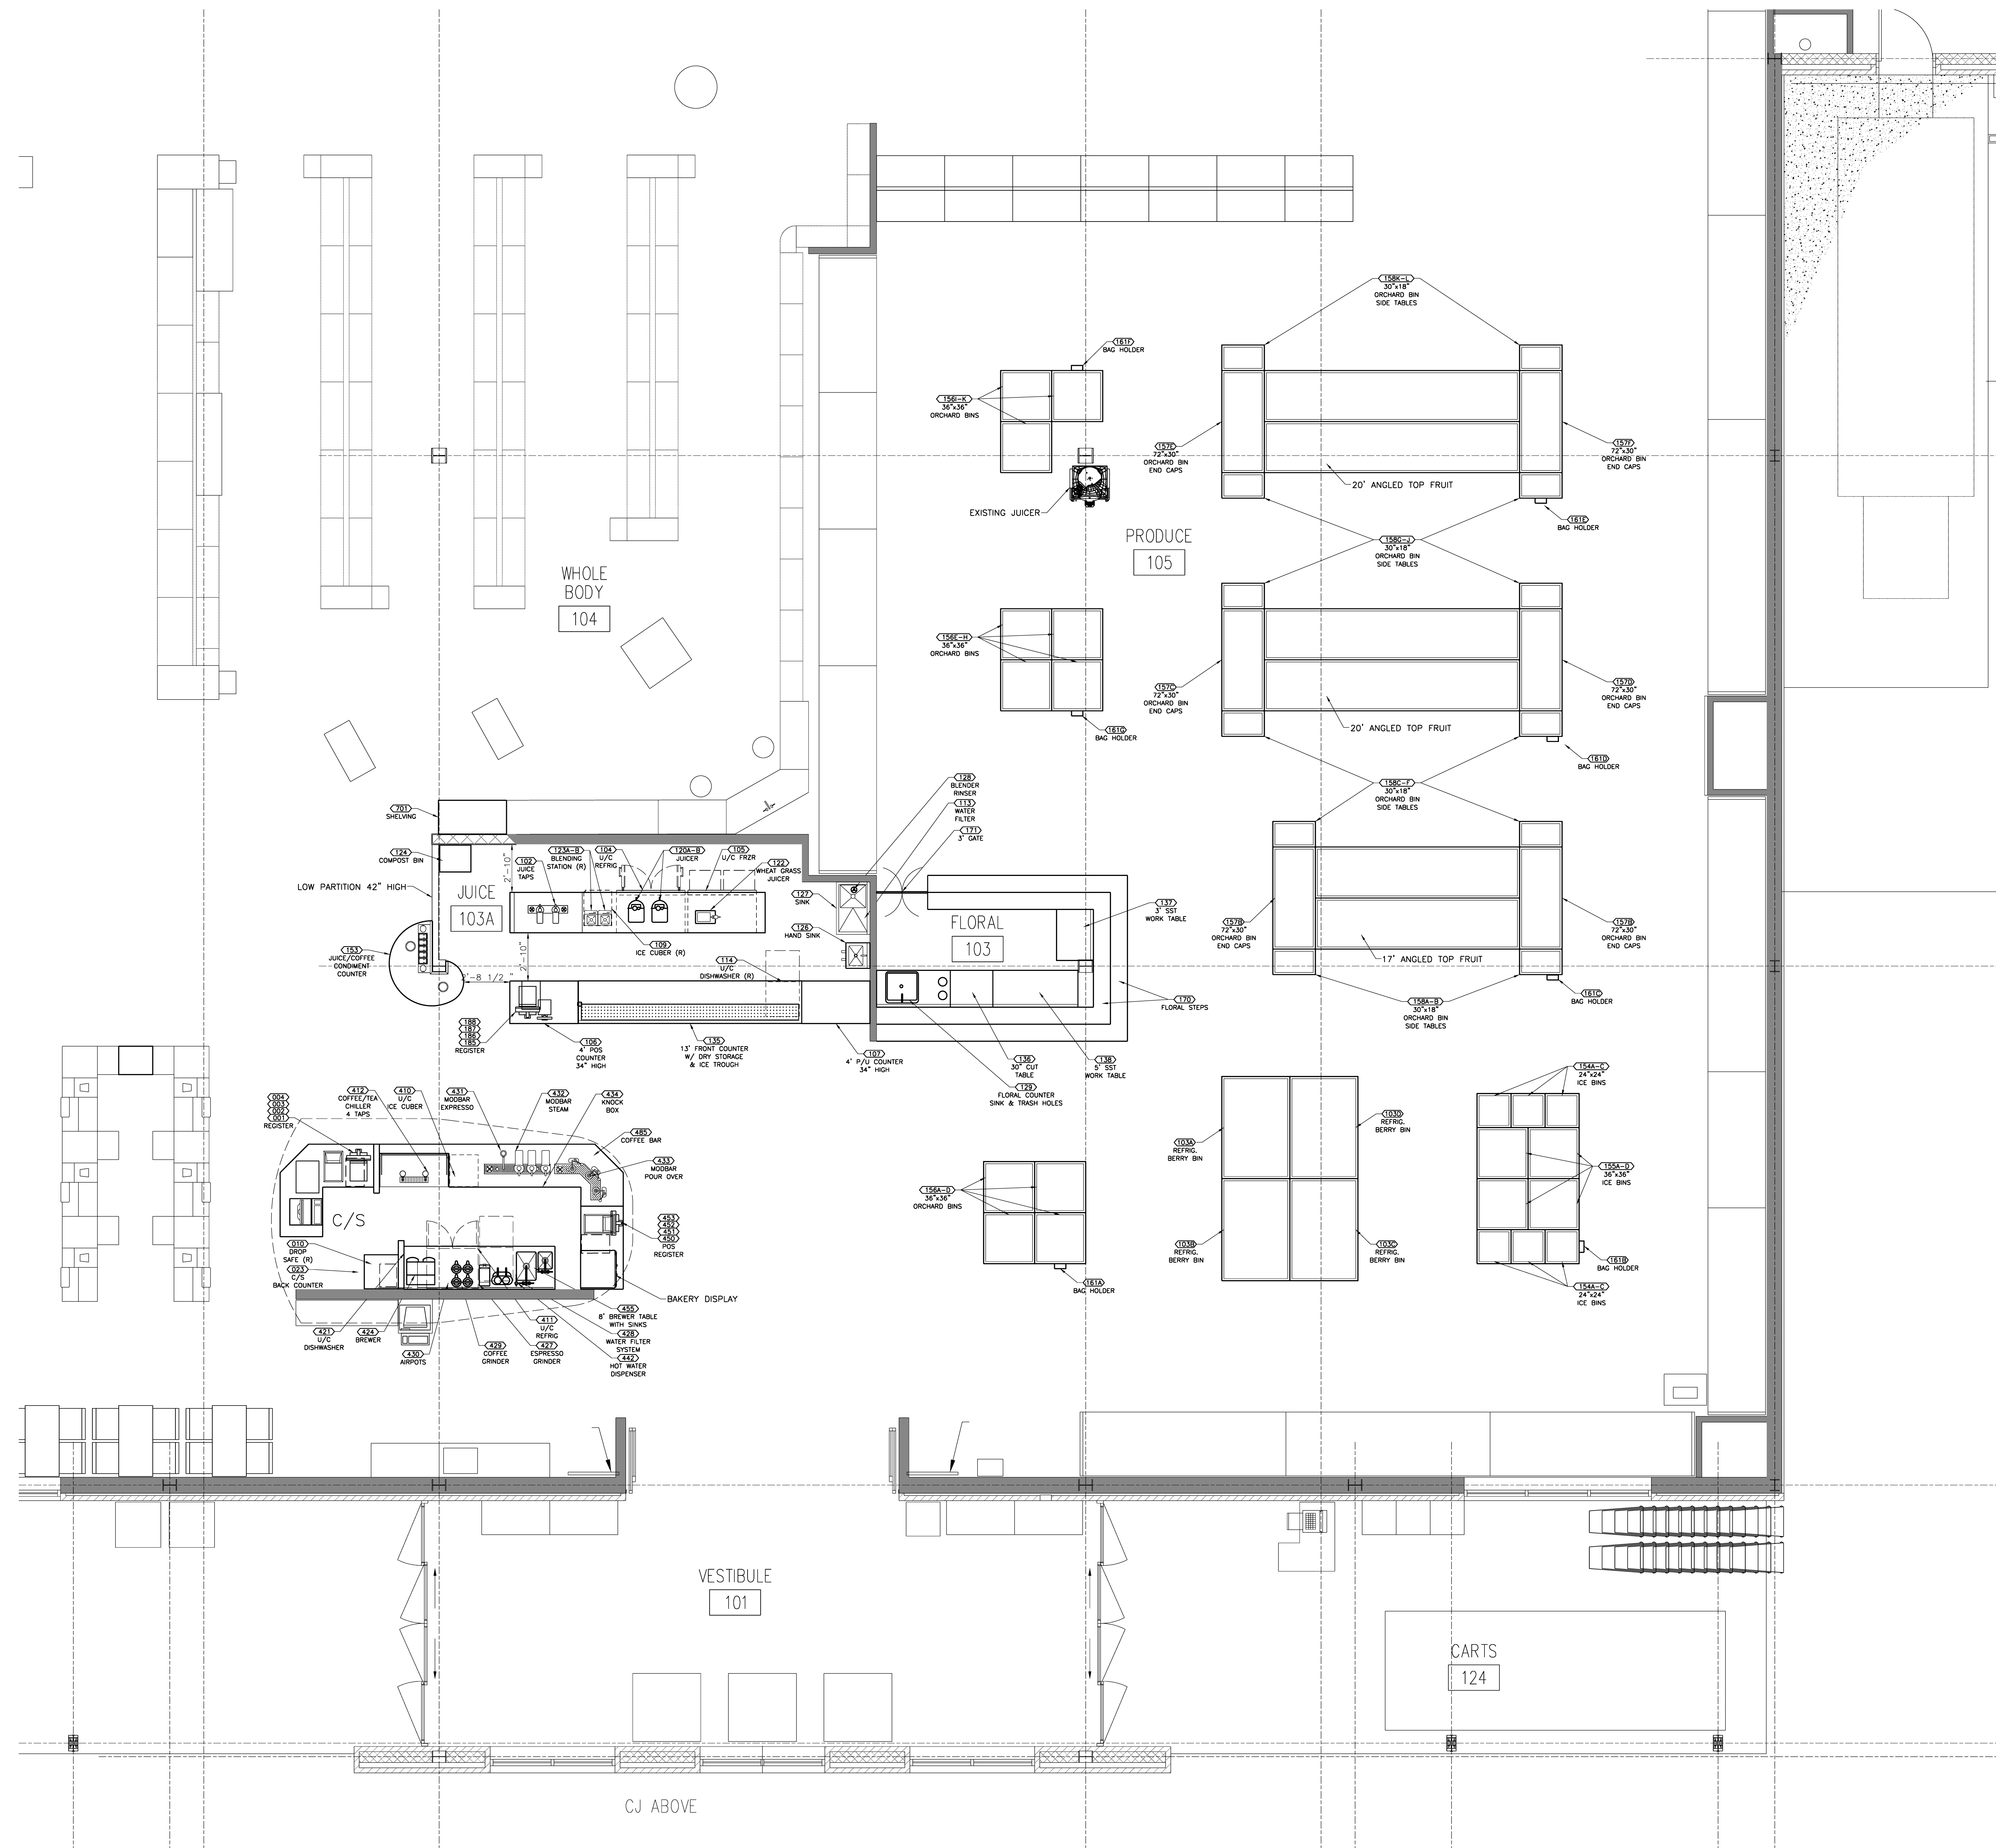 158K-L
30"x18"
ORCHARD BIN
SIDE TABLES
161F
BAG HOLDER
156I-K
36"x36"
ORCHARD BINS
157E
72"x30"
ORCHARD BIN
END CAPS
157F
72"x30"
ORCHARD BIN
END CAPS
20' ANGLED TOP FRUIT
EXISTING JUICER
161E
BAG HOLDER
PRODUCE
105
158G-J
30"x18"
ORCHARD BIN
SIDE TABLES
WHOLE
BODY
104
156E-H
36"x36"
ORCHARD BINS
157C
72"x30"
ORCHARD BIN
END CAPS
157D
72"x30"
ORCHARD BIN
END CAPS
161G
BAG HOLDER
20' ANGLED TOP FRUIT
161D
BAG HOLDER
158C-F
30"x18"
ORCHARD BIN
SIDE TABLES
128
BLENDER
RINSER
113
WATER
FILTER
171
3' GATE
701
SHELVING
124
COMPOST BIN
LOW PARTITION 42" HIGH
2'-10"
102
JUICE
TAPS
123A-B
BLENDING
STATION (R)
104
U/C
REFRIG
120A-B
JUICER
105
U/C FRZR
122
WHEAT GRASS
JUICER
127
SINK
126
HAND SINK
JUICE
103A
FLORAL
103
137
3' SST
WORK TABLE
157B
72"x30"
ORCHARD BIN
END CAPS
157B
72"x30"
ORCHARD BIN
END CAPS
17' ANGLED TOP FRUIT
153
JUICE/COFFEE
CONDIMENT
COUNTER
109
ICE CUBER (R)
2'-10"
114
U/C
DISHWASHER (R)
2'-8 1/2 "
161C
BAG HOLDER
170
FLORAL STEPS
158A-B
30"x18"
ORCHARD BIN
SIDE TABLES
188
187
186
185
REGISTER
106
4' POS
COUNTER
34" HIGH
135
13' FRONT COUNTER
W/ DRY STORAGE
& ICE TROUGH
107
4' P/U COUNTER
34" HIGH
136
30" CUT
TABLE
138
5' SST
WORK TABLE
129
FLORAL COUNTER
SINK & TRASH HOLES
154A-C
24"x24"
ICE BINS
004
003
002
001
REGISTER
412
COFFEE/TEA
CHILLER
4 TAPS
410
U/C
ICE CUBER
431
MODBAR
EXPRESSO
432
MODBAR
STEAM
434
KNOCK
BOX
485
COFFEE BAR
433
MODBAR
POUR OVER
103A
REFRIG.
BERRY BIN
103D
REFRIG.
BERRY BIN
155A-D
36"x36"
ICE BINS
156A-D
36"x36"
ORCHARD BINS
C/S
453
452
451
450
POS
REGISTER
010
DROP
SAFE (R)
023
C/S
BACK COUNTER
103B
REFRIG.
BERRY BIN
103C
REFRIG.
BERRY BIN
161B
BAG HOLDER
161A
BAG HOLDER
154A-C
24"x24"
ICE BINS
BAKERY DISPLAY
421
U/C
DISHWASHER
424
BREWER
430
AIRPOTS
429
COFFEE
GRINDER
411
U/C
REFRIG
427
ESPRESSO
GRINDER
455
8' BREWER TABLE
WITH SINKS
428
WATER FILTER
SYSTEM
442
HOT WATER
DISPENSER
VESTIBULE
101
CARTS
124
CJ ABOVE